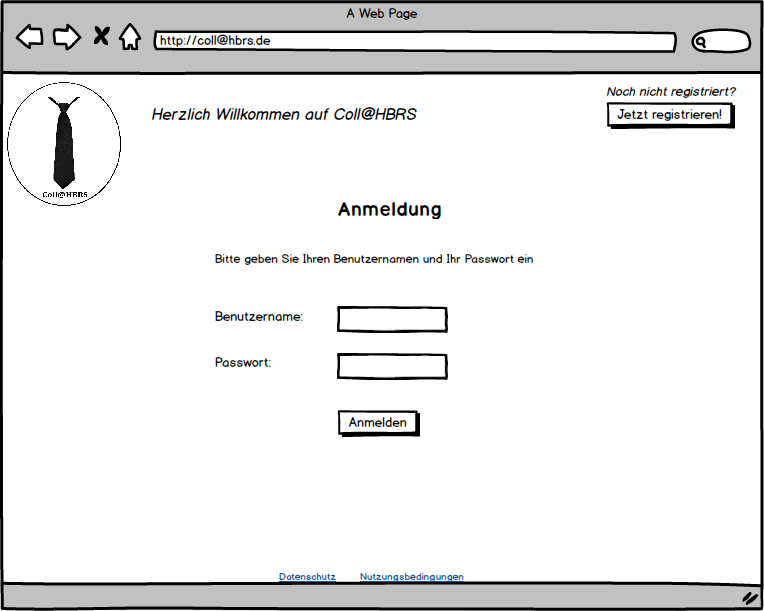 A Web Page
http://coll@hbrs.de
Noch nicht registriert?
Herzlich Willkommen auf Coll@HBRS
Jetzt registrieren!
Coll@HBRS
Anmeldung
Bitte geben Sie Ihren Benutzernamen und Ihr Passwort ein
Benutzername:
Passwort:
Anmelden
Datenschutz Nutzungsbedingungen